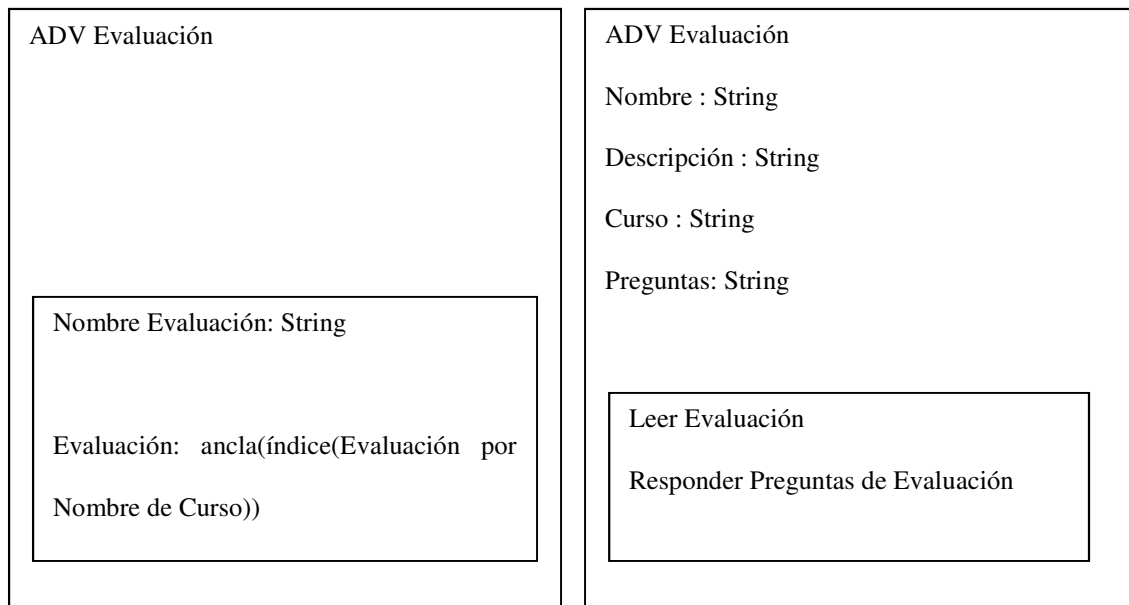 ADV Evaluación
Nombre Evaluación: String
Evaluación: ancla(índice(Evaluación por
Nombre de Curso))
ADV Evaluación
Nombre : String
Descripción : String
Curso : String
Preguntas: String
Leer Evaluación
Responder Preguntas de Evaluación